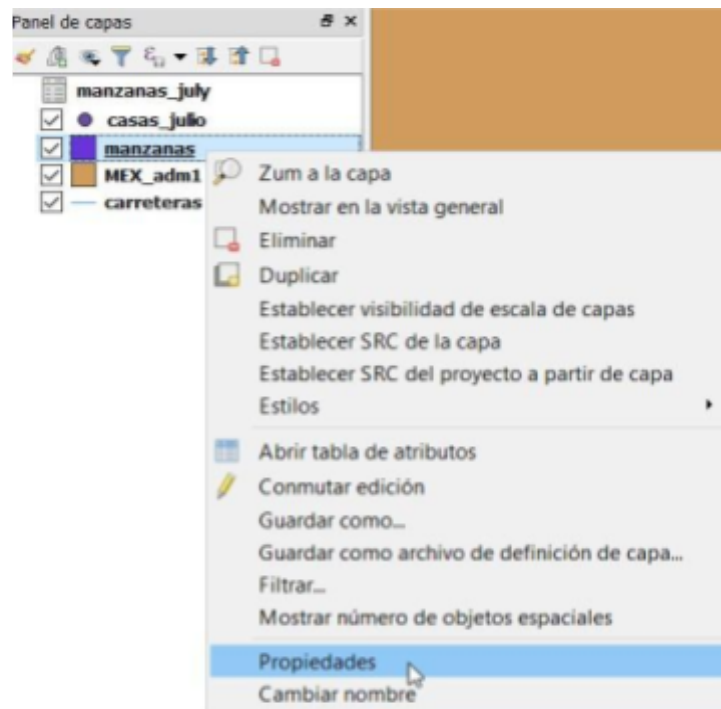 Panel de capas
manzanas_july
casas_julio
manzanas
MEX_adm1
carreteras
Zum a la capa
Mostrar en la vista general
Eliminar
Duplicar
Establecer visibilidad de escala de capas
Establecer SRC de la capa
Establecer SRC del proyecto a partir de capa
Estilos
Abrir tabla de atributos
Conmutar edición
Guardar como...
Guardar como archivo de definición de capa...
Filtrar...
Mostrar número de objetos espaciales
Propiedades
Cambiar nombre